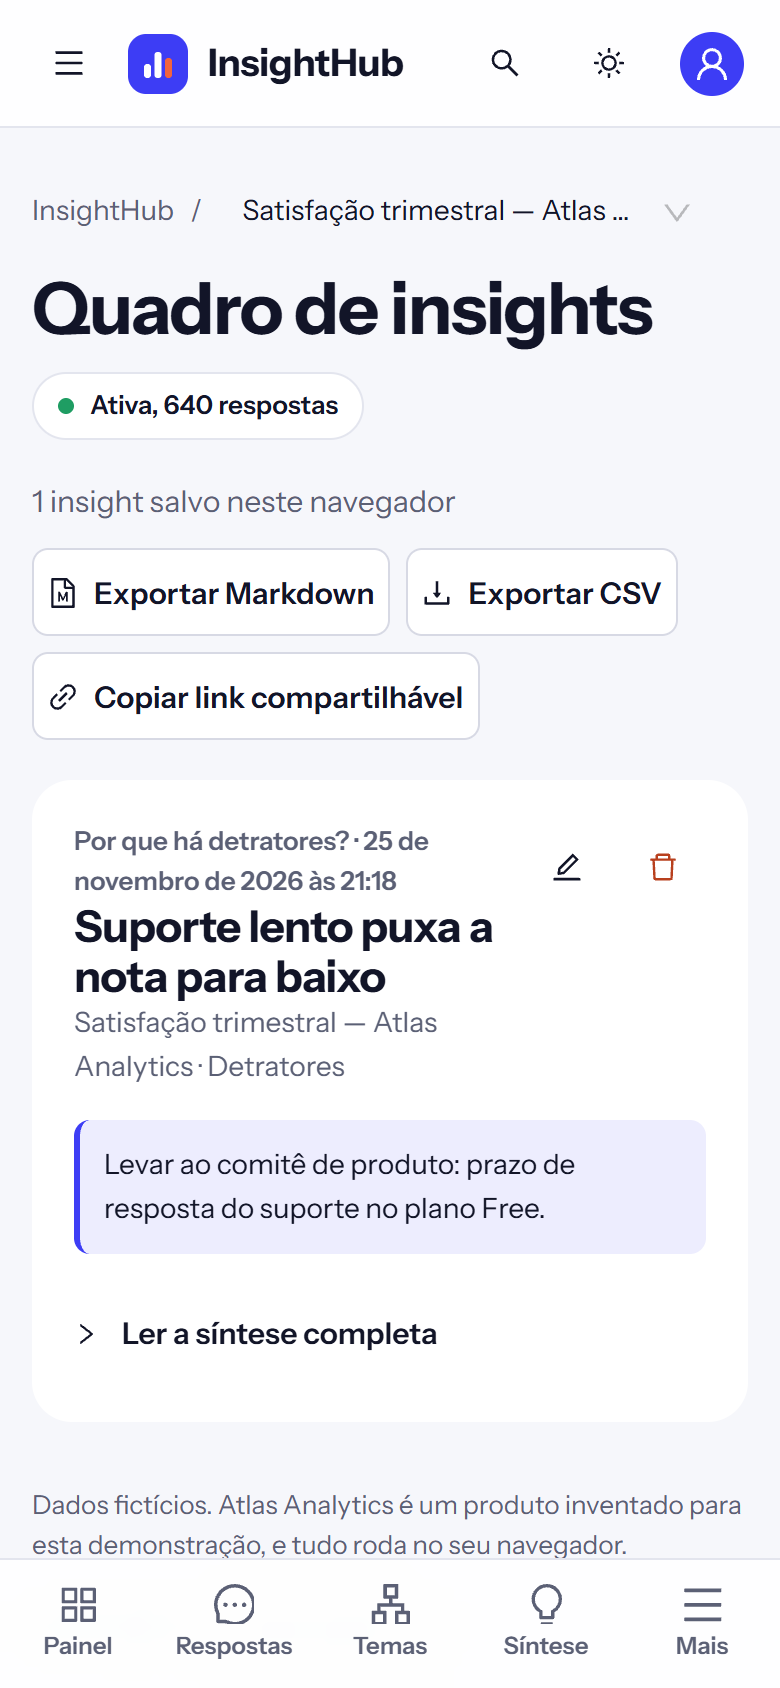 InsightHub
InsightHub / Satisfação trimestral — Atlas ...
Quadro de insights
Ativa, 640 respostas
1 insight salvo neste navegador
Exportar Markdown
Exportar CSV
Copiar link compartilhável
Por que há detratores? · 25 de
novembro de 2026 às 21:18
Suporte lento puxa a
nota para baixo
Satisfação trimestral — Atlas
Analytics · Detratores
Levar ao comitê de produto: prazo de
resposta do suporte no plano Free.
Ler a síntese completa
Dados fictícios. Atlas Analytics é um produto inventado para
esta demonstração, e tudo roda no seu navegador.
Painel
Respostas
Temas
Síntese
Mais